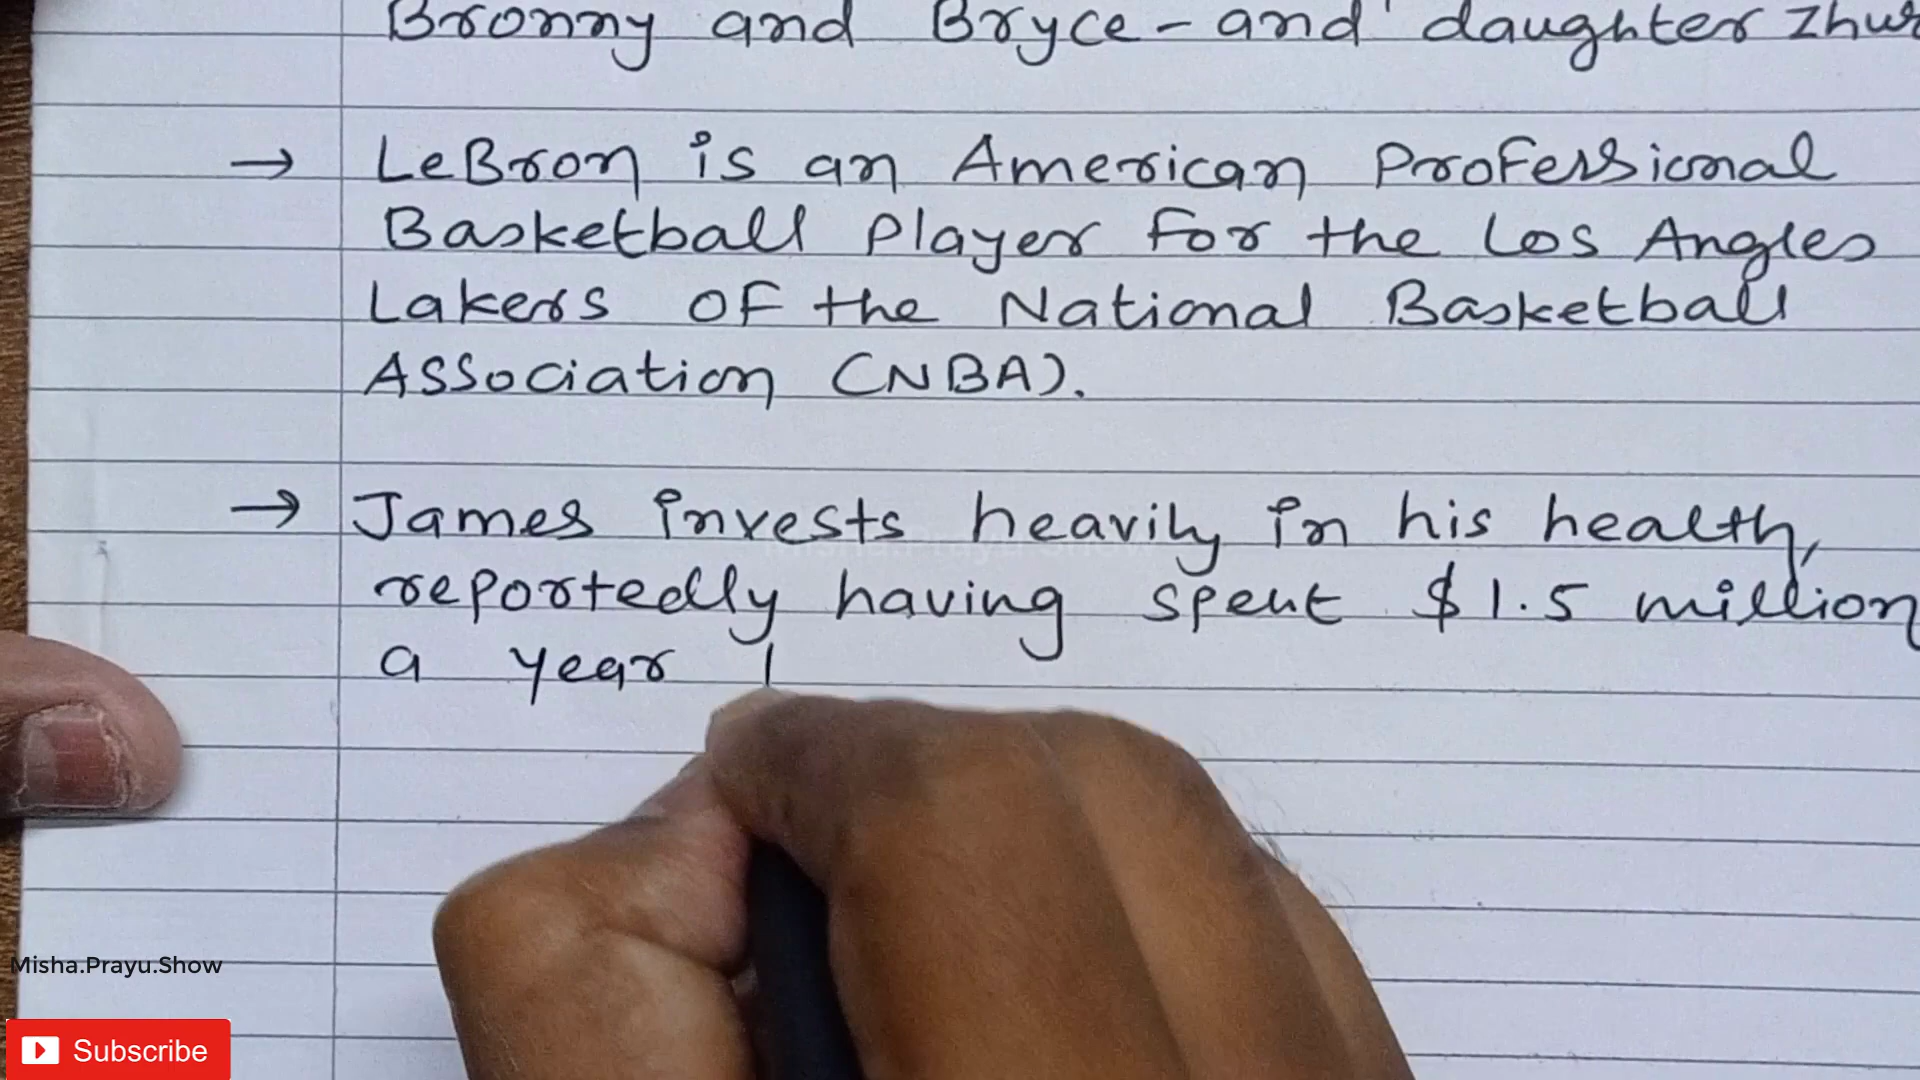 Bronny and Bryce - and daughter Zhur
→ LeBron is an American Professional
Basketball Player For the Los Angles
Lakers OF the National Basketball
Association (NBA).
→ James invests heavily in his health,
reportedly having spent $1.5 million
a year
Misha.Prayu.Show
Subscribe